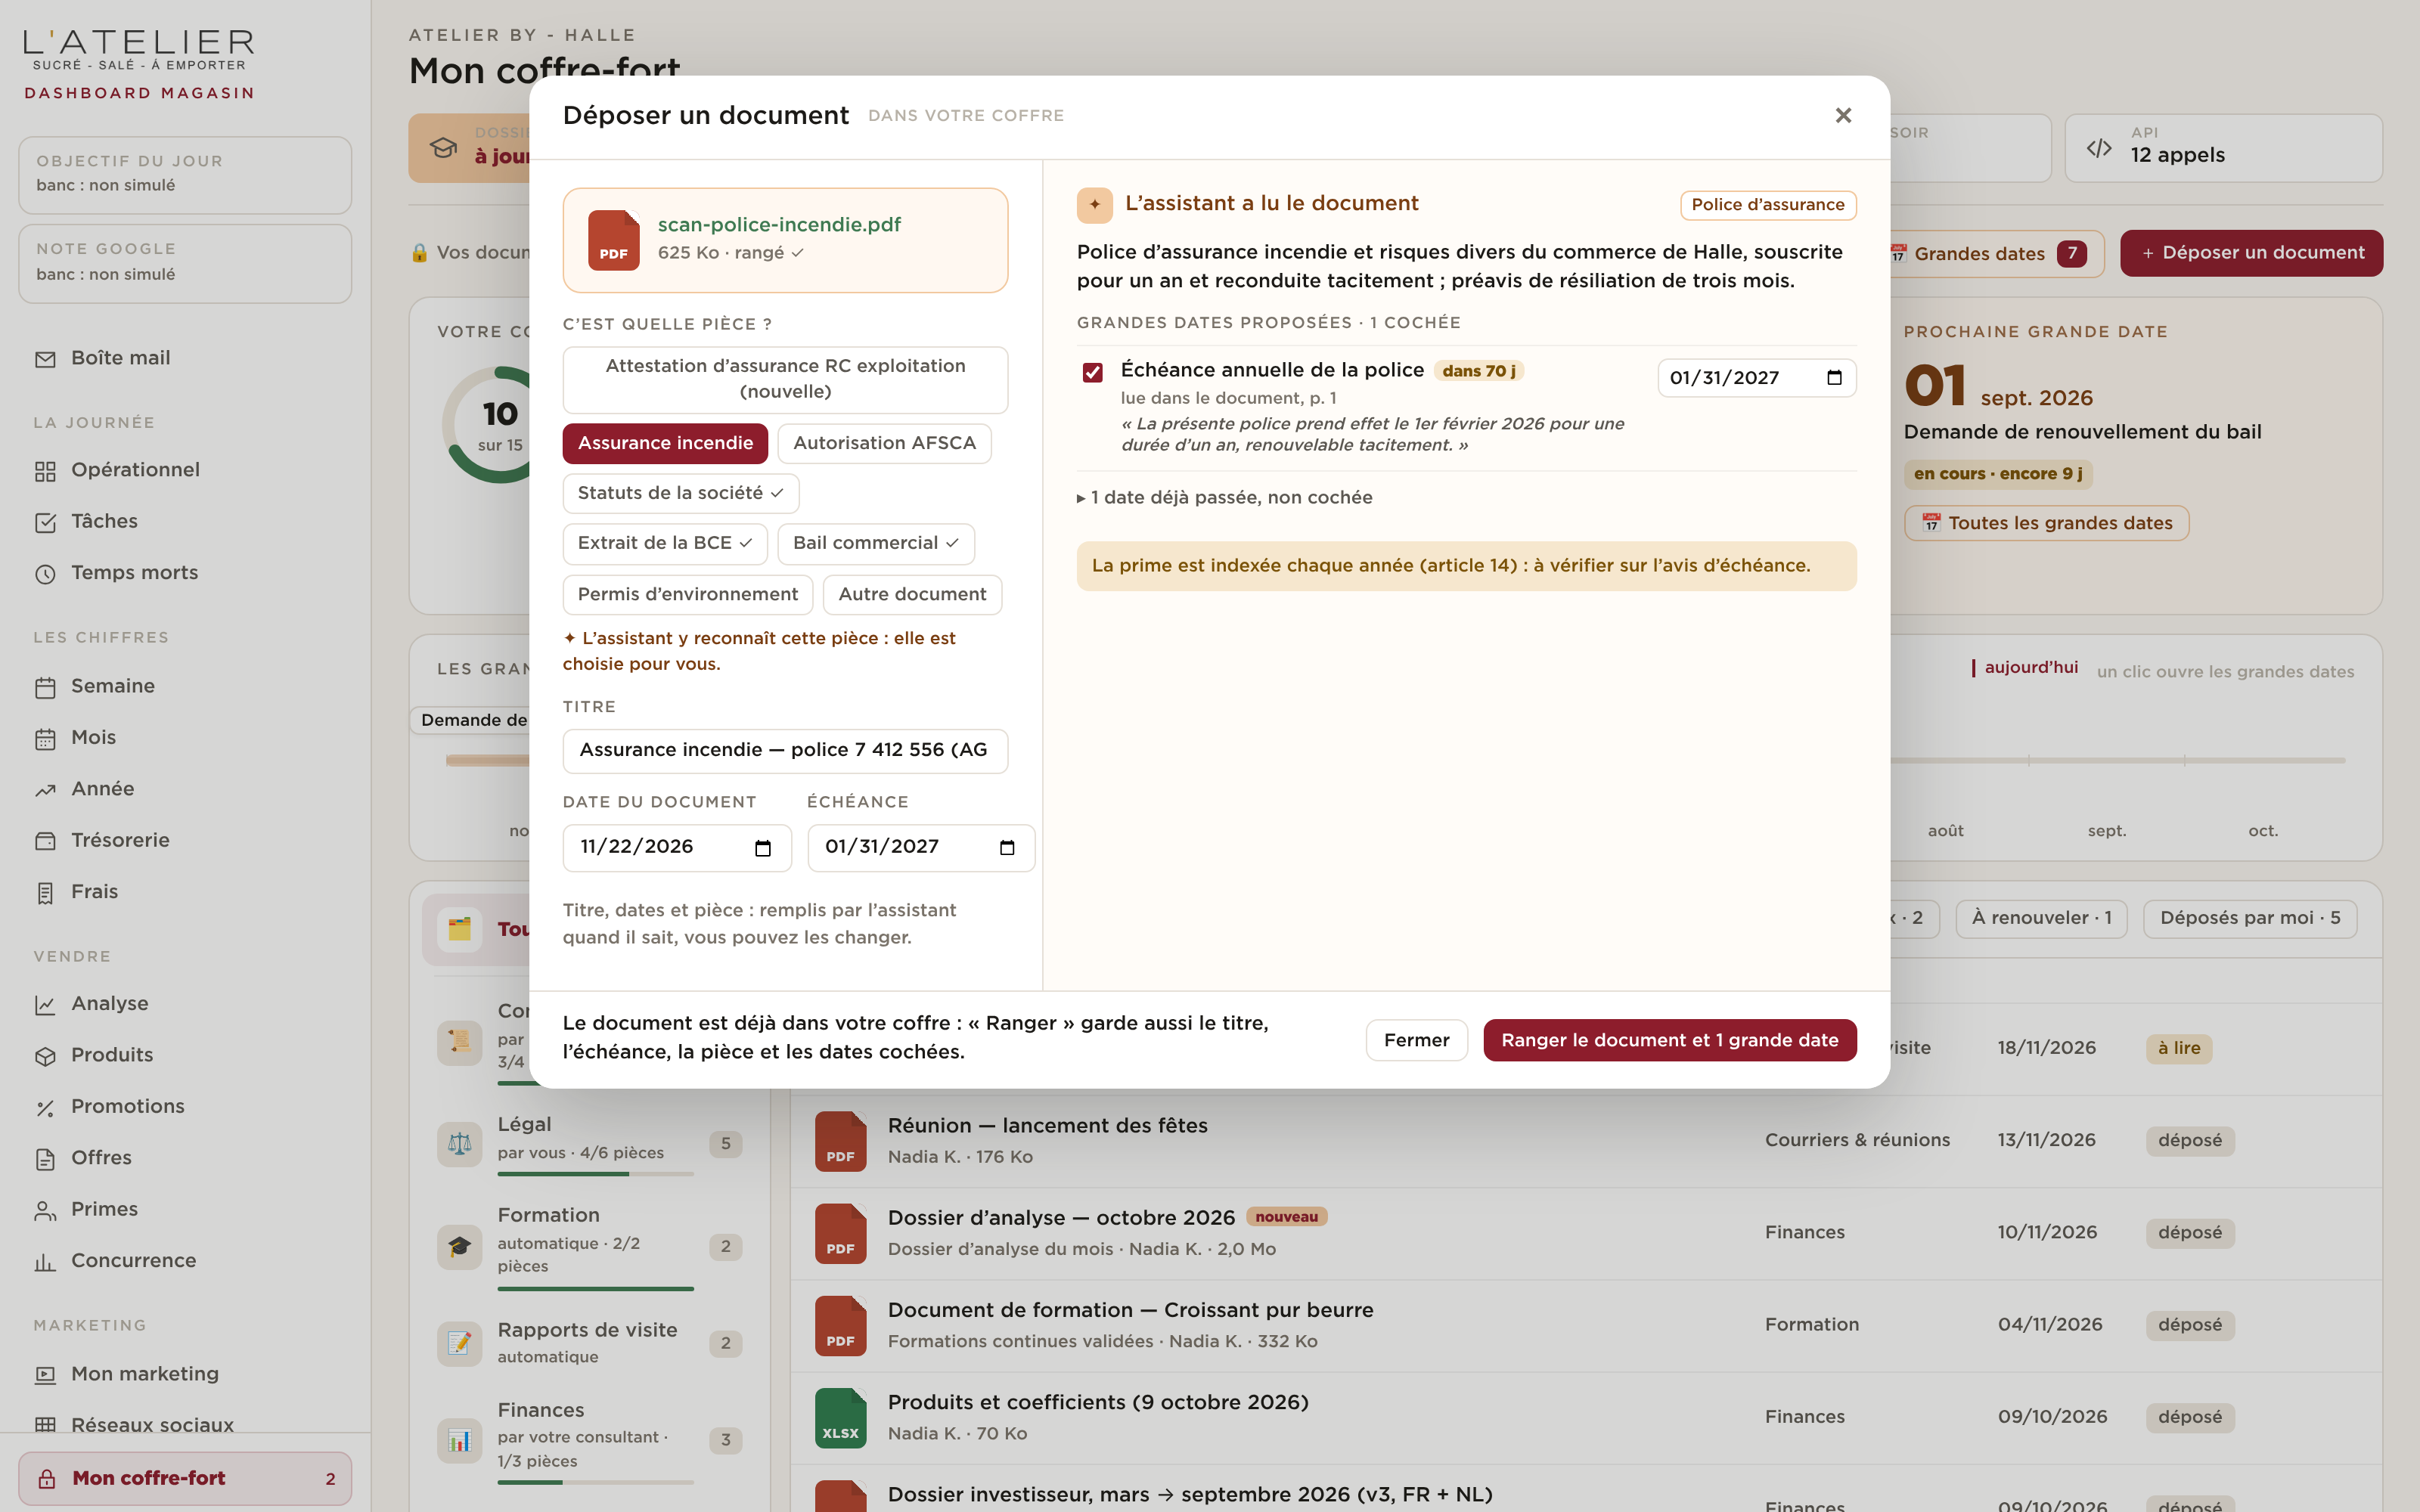 L'ATELIER
SUCRÉ - SALÉ - Á EMPORTER
DASHBOARD MAGASIN
OBJECTIF DU JOUR
banc : non simulé
NOTE GOOGLE
banc : non simulé
Boîte mail
LA JOURNÉE
Opérationnel
Tâches
Temps morts
LES CHIFFRES
Semaine
Mois
Année
Trésorerie
Frais
VENDRE
Analyse
Produits
Promotions
Offres
Primes
Concurrence
MARKETING
Mon marketing
Réseaux sociaux
Mon coffre-fort 2
ATELIER BY - HALLE
Mon coffre-fort
à jour
API
12 appels
Grandes dates 7
+ Déposer un document
10
sur 15
PROCHAINE GRANDE DATE
01 sept. 2026
Demande de renouvellement du bail
en cours · encore 9 j
Toutes les grandes dates
Demande de
aujourd’hui
un clic ouvre les grandes dates
août sept. oct.
Déposer un document DANS VOTRE COFFRE ✕
PDF
scan-police-incendie.pdf
625 Ko · rangé ✓
C’EST QUELLE PIÈCE ?
Attestation d’assurance RC exploitation
(nouvelle)
Assurance incendie Autorisation AFSCA
Statuts de la société ✓
Extrait de la BCE ✓ Bail commercial ✓
Permis d’environnement Autre document
✦ L’assistant y reconnaît cette pièce : elle est
choisie pour vous.
TITRE
Assurance incendie — police 7 412 556 (AG
DATE DU DOCUMENT ÉCHÉANCE
11/22/2026 01/31/2027
Titre, dates et pièce : remplis par l’assistant
quand il sait, vous pouvez les changer.
✦ L’assistant a lu le document Police d’assurance
Police d’assurance incendie et risques divers du commerce de Halle, souscrite
pour un an et reconduite tacitement ; préavis de résiliation de trois mois.
GRANDES DATES PROPOSÉES · 1 COCHÉE
Échéance annuelle de la police dans 70 j 01/31/2027
lue dans le document, p. 1
« La présente police prend effet le 1er février 2026 pour une
durée d’un an, renouvelable tacitement. »
▸ 1 date déjà passée, non cochée
La prime est indexée chaque année (article 14) : à vérifier sur l’avis d’échéance.
Le document est déjà dans votre coffre : « Ranger » garde aussi le titre,
l’échéance, la pièce et les dates cochées.
Fermer Ranger le document et 1 grande date
· 2 À renouveler · 1 Déposés par moi · 5
par
3/4
Légal
par vous · 4/6 pièces
5
Formation
automatique · 2/2
pièces
2
Rapports de visite
automatique
2
Finances
par votre consultant ·
1/3 pièces
3
visite 18/11/2026 à lire
PDF
Réunion — lancement des fêtes
Nadia K. · 176 Ko
Courriers & réunions 13/11/2026 déposé
PDF
Dossier d’analyse — octobre 2026 nouveau
Dossier d’analyse du mois · Nadia K. · 2,0 Mo
Finances 10/11/2026 déposé
PDF
Document de formation — Croissant pur beurre
Formations continues validées · Nadia K. · 332 Ko
Formation 04/11/2026 déposé
XLSX
Produits et coefficients (9 octobre 2026)
Nadia K. · 70 Ko
Finances 09/10/2026 déposé
Dossier investisseur, mars → septembre 2026 (v3, FR + NL)
Finances 09/10/2026 déposé